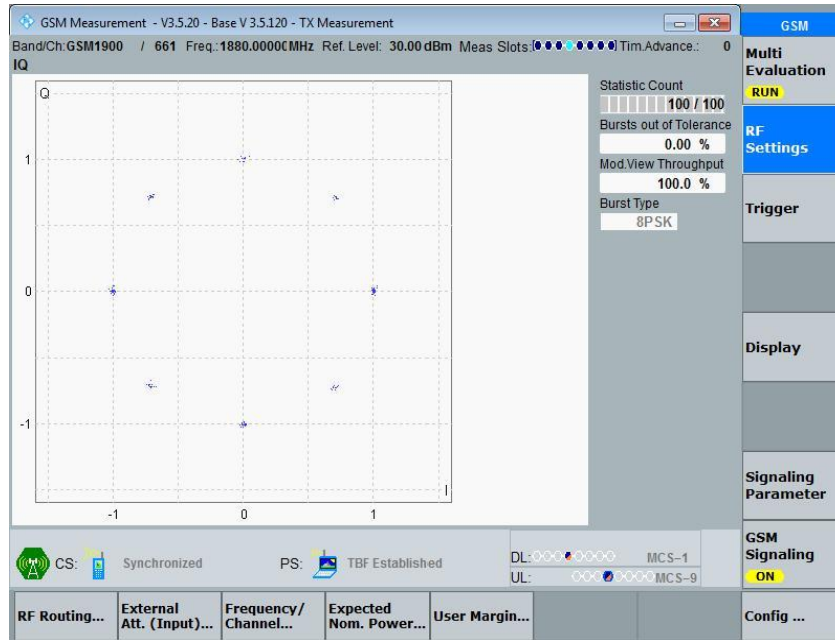 GSM Measurement - V3.5.20 - Base V 3.5.120 - TX Measurement
Band/Ch:GSM1900 / 661 Freq.:1880.0000 MHz Ref. Level: 30.00 dBm Meas Slots: Tim.Advance.: 0
IQ
Q
1
0
-1
-1
0
1
I
Statistic Count
100 / 100
Bursts out of Tolerance
0.00 %
Mod.View Throughput
100.0 %
Burst Type
8PSK
GSM
Multi
Evaluation
RUN
RF
Settings
Trigger
Display
Signaling
Parameter
GSM
Signaling
ON
CS: Synchronized
PS: TBF Established
DL: MCS-1
UL: MCS-9
RF Routing...
External
Att. (Input)...
Frequency/
Channel...
Expected
Nom. Power...
User Margin...
Config ...